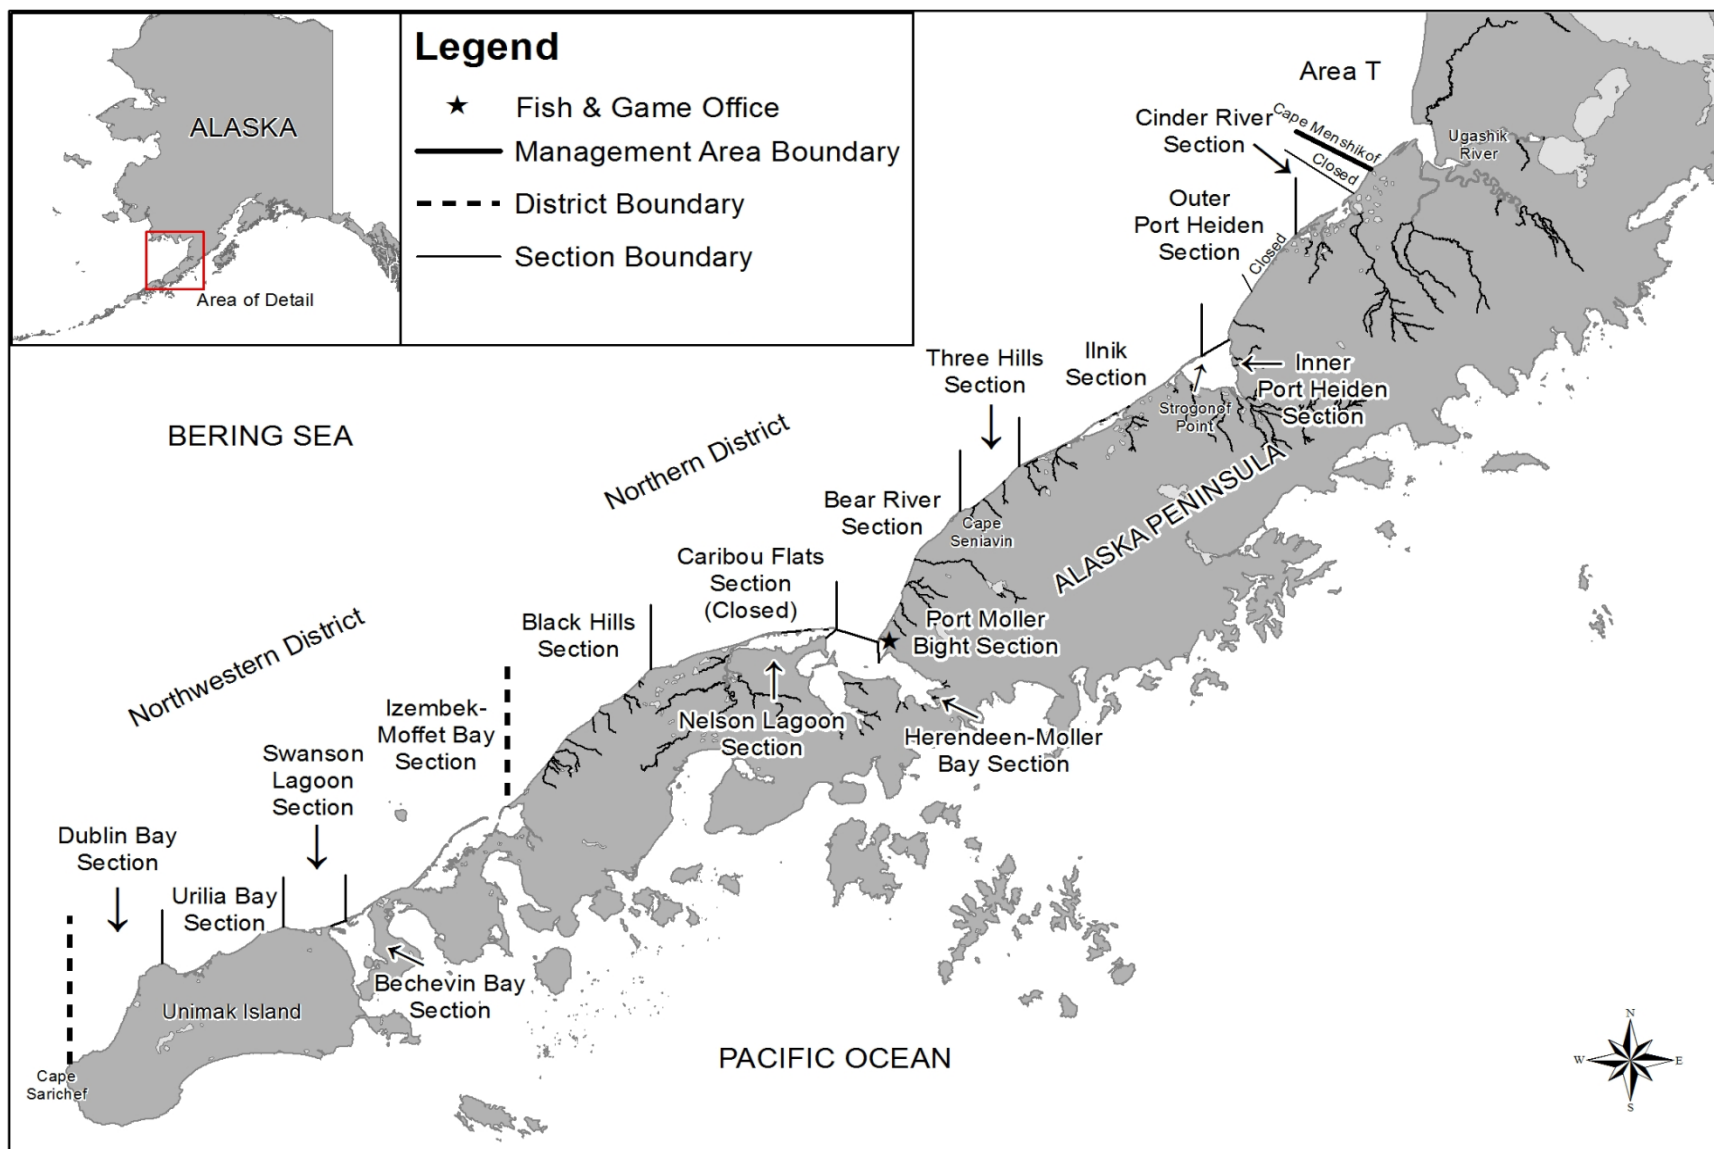 ALASKA
Area of Detail
Legend
Fish & Game Office
Management Area Boundary
District Boundary
Section Boundary
Area T
Cape Menshikof
Closed
Cinder River
Section
Ugashik
River
Outer
Port Heiden
Section
Closed
Inner
Port Heiden
Section
Strogonof
Point
Ilnik
Section
Three Hills
Section
BERING SEA
Northern District
Bear River
Section
Cape
Seniavin
ALASKA PENINSULA
Caribou Flats
Section
(Closed)
Port Moller
Bight Section
Black Hills
Section
Northwestern District
Nelson Lagoon
Section
Herendeen-Moller
Bay Section
Izembek-
Moffet Bay
Section
Swanson
Lagoon
Section
Dublin Bay
Section
Urilia Bay
Section
Bechevin Bay
Section
Unimak Island
Cape
Sarichef
PACIFIC OCEAN
N
W
E
S